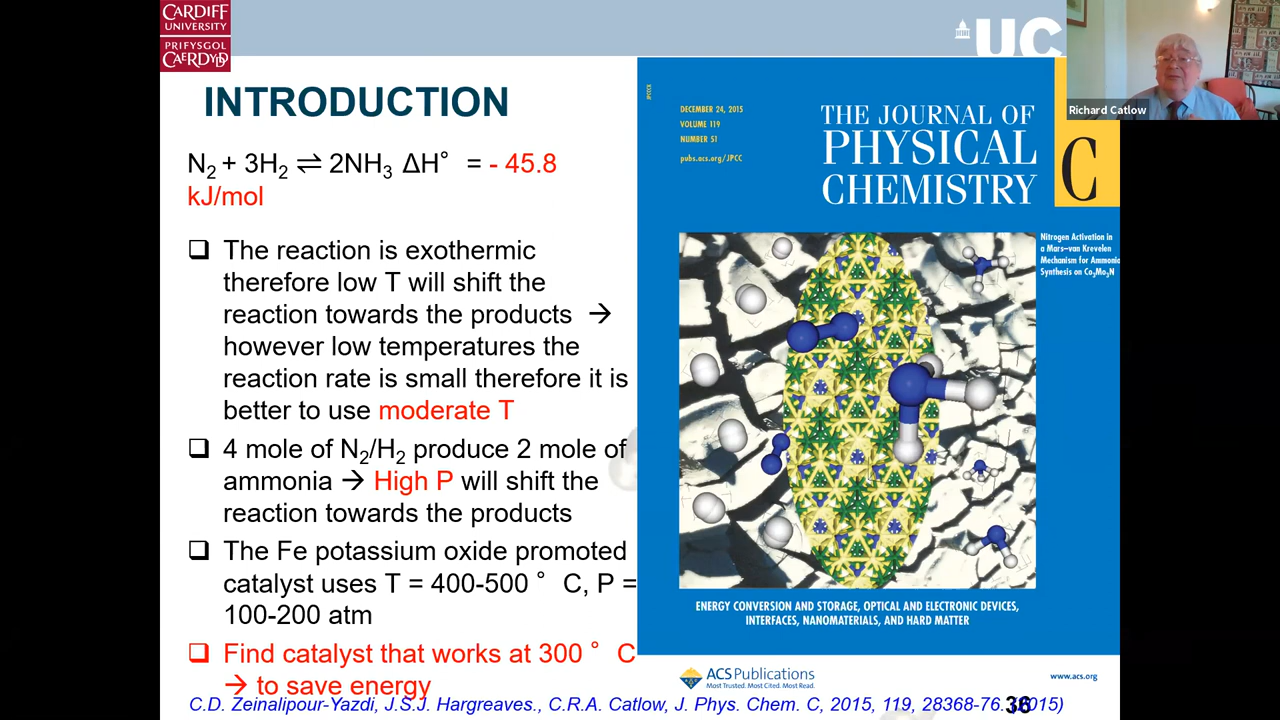 CARDIFF
UNIVERSITY
PRIFYSGOL
CAERDYDD
UC
Richard Catlow
INTRODUCTION
N₂ + 3H₂ ⇌ 2NH₃ ΔH° = - 45.8
kJ/mol
❑ The reaction is exothermic
therefore low T will shift the
reaction towards the products →
however low temperatures the
reaction rate is small therefore it is
better to use moderate T
❑ 4 mole of N₂/H₂ produce 2 mole of
ammonia → High P will shift the
reaction towards the products
❑ The Fe potassium oxide promoted
catalyst uses T = 400-500 ° C, P =
100-200 atm
❑ Find catalyst that works at 300 ° C
→ to save energy
JPCCCK
DECEMBER 24, 2015
VOLUME 119
NUMBER 51
pubs.acs.org/JPCC
THE JOURNAL OF
PHYSICAL
CHEMISTRY
C
Nitrogen Activation in
a Mars–van Krevelen
Mechanism for Ammonia
Synthesis on Co₃Mo₃N
ENERGY CONVERSION AND STORAGE, OPTICAL AND ELECTRONIC DEVICES,
INTERFACES, NANOMATERIALS, AND HARD MATTER
ACS Publications
Most Trusted. Most Cited. Most Read.
www.acs.org
C.D. Zeinalipour-Yazdi, J.S.J. Hargreaves., C.R.A. Catlow, J. Phys. Chem. C, 2015, 119, 28368-76. (2015)
36